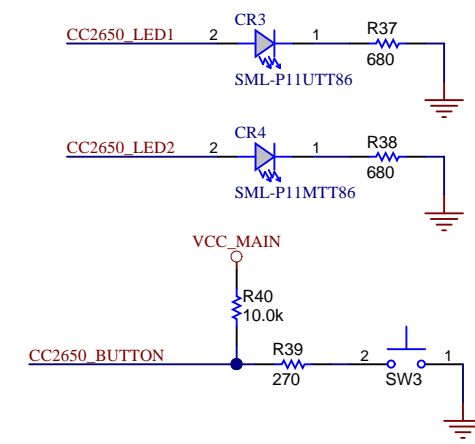 CR3
CC2650_LED1 2 1 R37
680
SML-P11UTT86
CR4
CC2650_LED2 2 1 R38
680
SML-P11MTT86
VCC_MAIN
R40
10.0k
CC2650_BUTTON R39 2 1
270 SW3